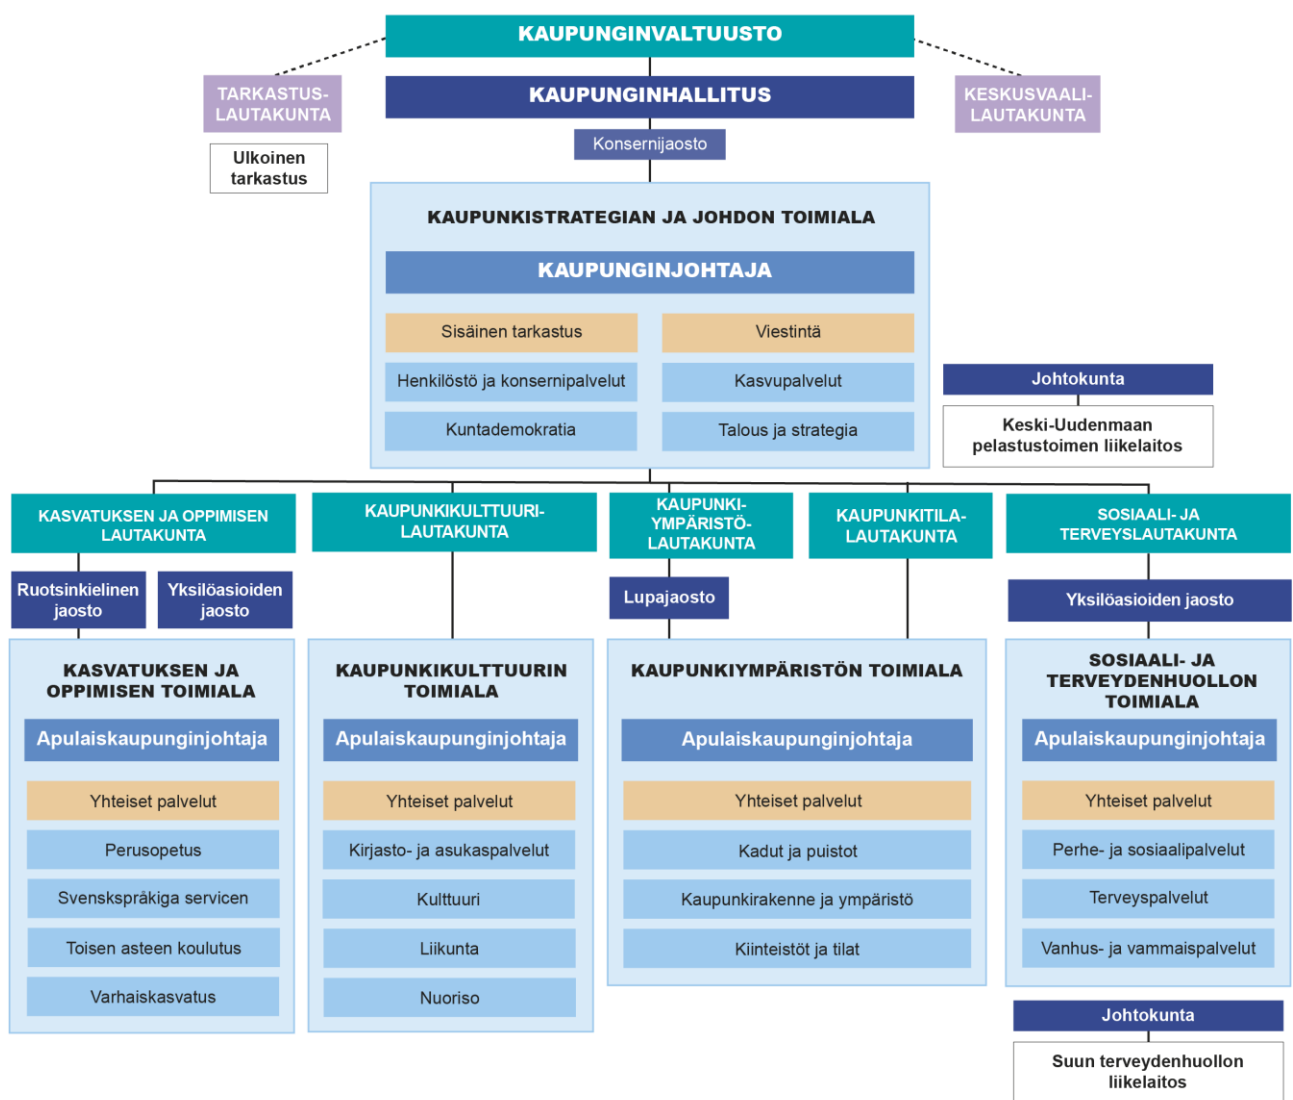 KAUPUNGINVALTUUSTO
TARKASTUS-
LAUTAKUNTA
KAUPUNGINHALLITUS
KESKUSVAALI-
LAUTAKUNTA
Ulkoinen
tarkastus
Konsernijaosto
KAUPUNKISTRATEGIAN JA JOHDON TOIMIALA
KAUPUNGINJOHTAJA
Sisäinen tarkastus
Viestintä
Henkilöstö ja konsernipalvelut
Kasvupalvelut
Kuntademokratia
Talous ja strategia
Johtokunta
Keski-Uudenmaan
pelastustoimen liikelaitos
KASVATUKSEN JA OPPIMISEN
LAUTAKUNTA
KAUPUNKIKULTTUURI-
LAUTAKUNTA
KAUPUNKI-
YMPÄRISTÖ-
LAUTAKUNTA
KAUPUNKITILA-
LAUTAKUNTA
SOSIAALI- JA
TERVEYSLAUTAKUNTA
Ruotsinkielinen
jaosto
Yksilöasioiden
jaosto
Lupajaosto
Yksilöasioiden jaosto
KASVATUKSEN JA
OPPIMISEN TOIMIALA
Apulaiskaupunginjohtaja
Yhteiset palvelut
Perusopetus
Svenskspråkiga servicen
Toisen asteen koulutus
Varhaiskasvatus
KAUPUNKIKULTTUURIN
TOIMIALA
Apulaiskaupunginjohtaja
Yhteiset palvelut
Kirjasto- ja asukaspalvelut
Kulttuuri
Liikunta
Nuoriso
KAUPUNKIYMPÄRISTÖN TOIMIALA
Apulaiskaupunginjohtaja
Yhteiset palvelut
Kadut ja puistot
Kaupunkirakenne ja ympäristö
Kiinteistöt ja tilat
SOSIAALI- JA
TERVEYDENHUOLLON
TOIMIALA
Apulaiskaupunginjohtaja
Yhteiset palvelut
Perhe- ja sosiaalipalvelut
Terveyspalvelut
Vanhus- ja vammaispalvelut
Johtokunta
Suun terveydenhuollon
liikelaitos